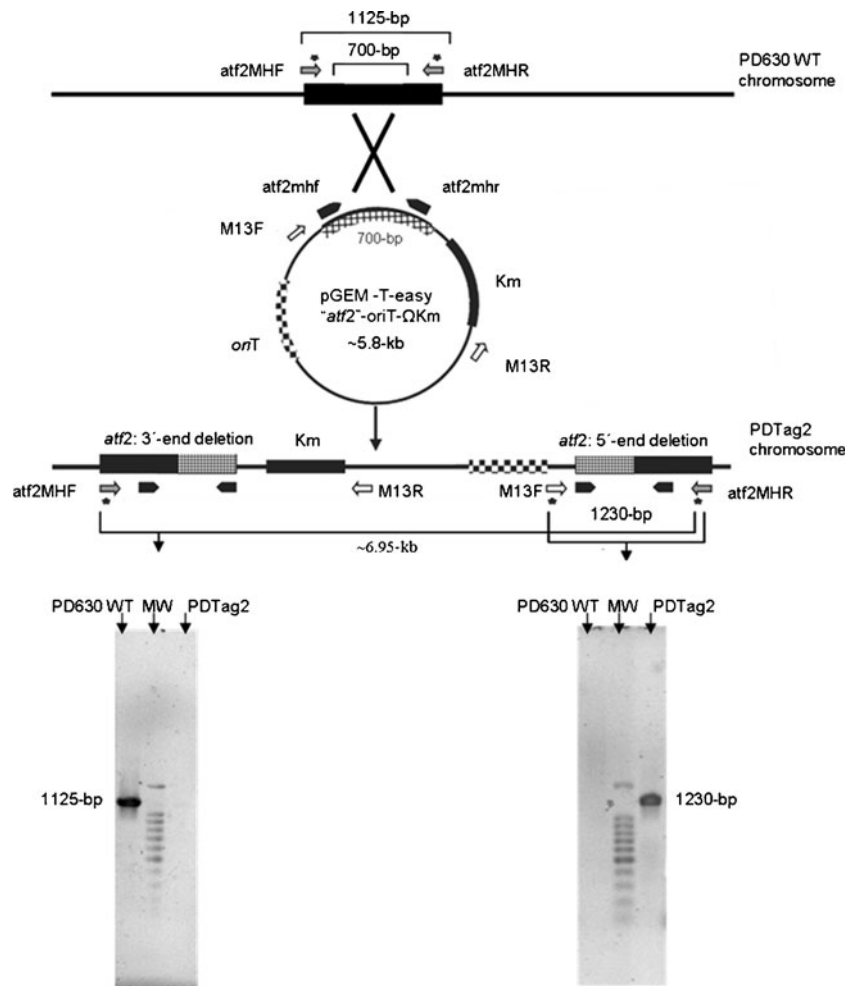 1125-bp
700-bp
atf2MHF
atf2MHR
PD630 WT
chromosome
atf2mhf
atf2mhr
M13F
700-bp
Km
pGEM -T-easy
"atf2"-oriT-ΩKm
~5.8-kb
oriT
M13R
atf2: 3´-end deletion
Km
atf2: 5´-end deletion
PDTag2
chromosome
atf2MHF
M13R
M13F
atf2MHR
1230-bp
~6.95-kb
PD630 WT MW PDTag2
PD630 WT MW PDTag2
1125-bp
1230-bp